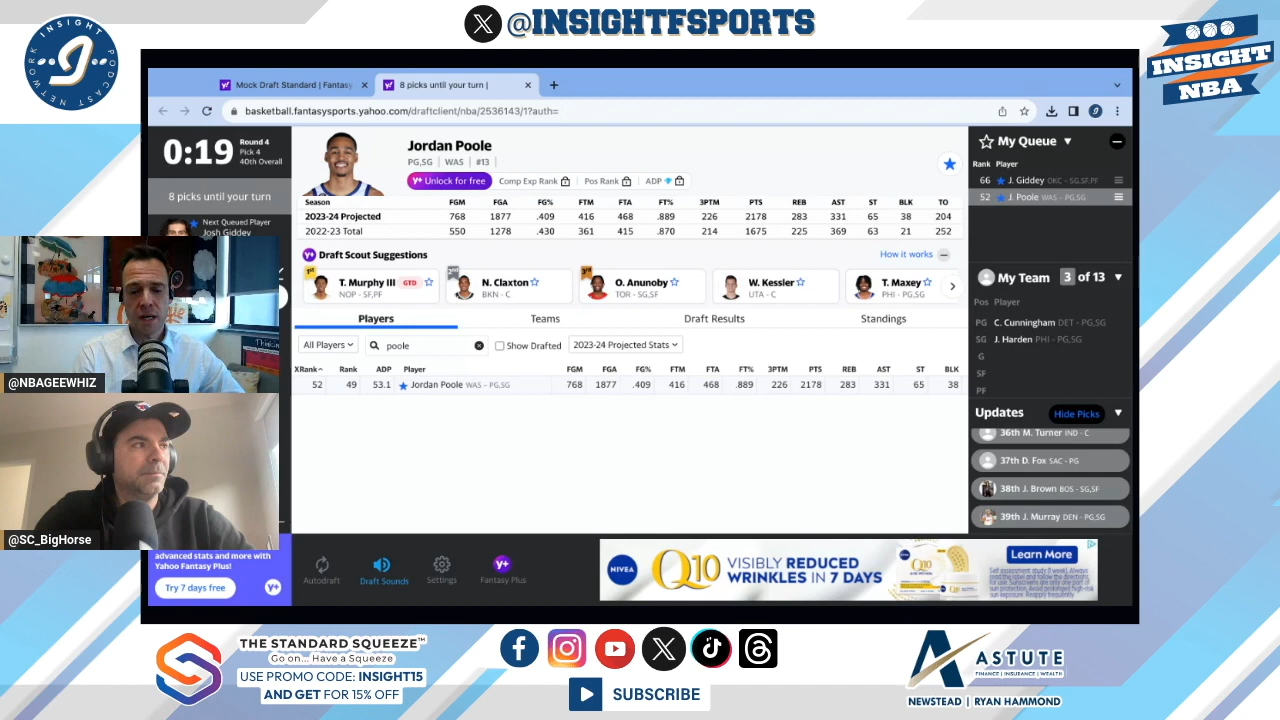 @INSIGHTFSPORTS
INSIGHT
PODCAST NETWORK
INSIGHT
NBA
Mock Draft Standard | Fantasy
8 picks until your turn |
basketball.fantasysports.yahoo.com/draftclient/nba/2536143/1?auth=
0:19
Round 4
Pick 4
40th Overall
8 picks until your turn
Next Queued Player
Josh Giddey
@NBAGEEWHIZ
@SC_BigHorse
advanced stats and more with
Yahoo Fantasy Plus!
Try 7 days free
Y+
Jordan Poole
PG,SG | WAS | #13 |
Y+ Unlock for free Comp Exp Rank Pos Rank ADP
Season FGM FGA FG% FTM FTA FT% 3PTM PTS REB AST ST BLK TO
2023-24 Projected 768 1877 .409 416 468 .889 226 2178 283 331 65 38 204
2022-23 Total 550 1278 .430 361 415 .870 214 1675 225 369 63 21 252
Draft Scout Suggestions
How it works
1st T. Murphy III GTD
NOP - SF,PF
2nd N. Claxton
BKN - C
3rd O. Anunoby
TOR - SG,SF
W. Kessler
UTA - C
T. Maxey
PHI - PG,SG
Players Teams Draft Results Standings
All Players poole Show Drafted 2023-24 Projected Stats
XRank Rank ADP Player FGM FGA FG% FTM FTA FT% 3PTM PTS REB AST ST BLK
52 49 53.1 Jordan Poole WAS - PG,SG 768 1877 .409 416 468 .889 226 2178 283 331 65 38
My Queue
Rank Player
66 J. Giddey OKC - SG,SF,PF
52 J. Poole WAS - PG,SG
My Team 3 of 13
Pos Player
PG C. Cunningham DET - PG,SG
SG J. Harden PHI - PG,SG
G
SF
PF
Updates Hide Picks
36th M. Turner IND - C
37th D. Fox SAC - PG
38th J. Brown BOS - SG,SF
39th J. Murray DEN - PG,SG
Autodraft
Draft Sounds
Settings
Fantasy Plus
NIVEA
Q10
VISIBLY REDUCED
WRINKLES IN 7 DAYS
Learn More
THE STANDARD SQUEEZE™
Go on... Have a Squeeze
USE PROMO CODE: INSIGHT15
AND GET FOR 15% OFF
SUBSCRIBE
ASTUTE
FINANCE | INSURANCE | WEALTH
NEWSTEAD | RYAN HAMMOND